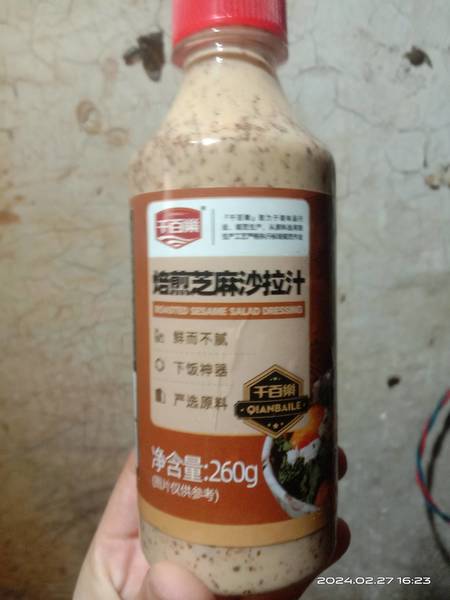 千百樂
焙煎芝麻沙拉汁
ROASTED SESAME SALAD DRESSING
鲜而不腻
下饭神器
严选原料
千百樂
QIANBAILE
净含量:260g
(图片仅供参考)
2024.02.27 16:23